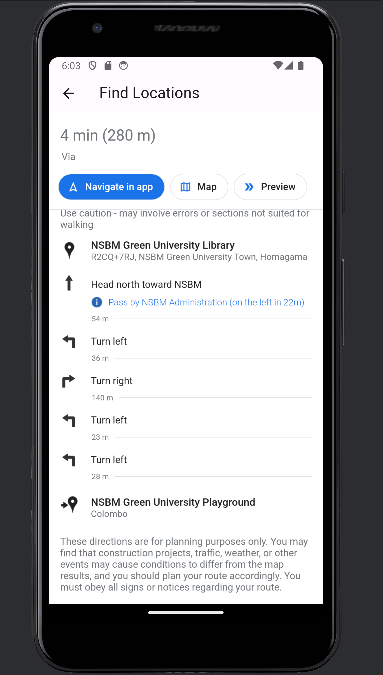 6:03
Find Locations
4 min (280 m)
Via
Navigate in app
Map
Preview
Use caution - may involve errors or sections not suited for
walking
NSBM Green University Library
R2CQ+7RJ, NSBM Green University Town, Homagama
Head north toward NSBM
Pass by NSBM Administration (on the left in 22m)
54 m
Turn left
36 m
Turn right
140 m
Turn left
23 m
Turn left
28 m
NSBM Green University Playground
Colombo
These directions are for planning purposes only. You may
find that construction projects, traffic, weather, or other
events may cause conditions to differ from the map
results, and you should plan your route accordingly. You
must obey all signs or notices regarding your route.